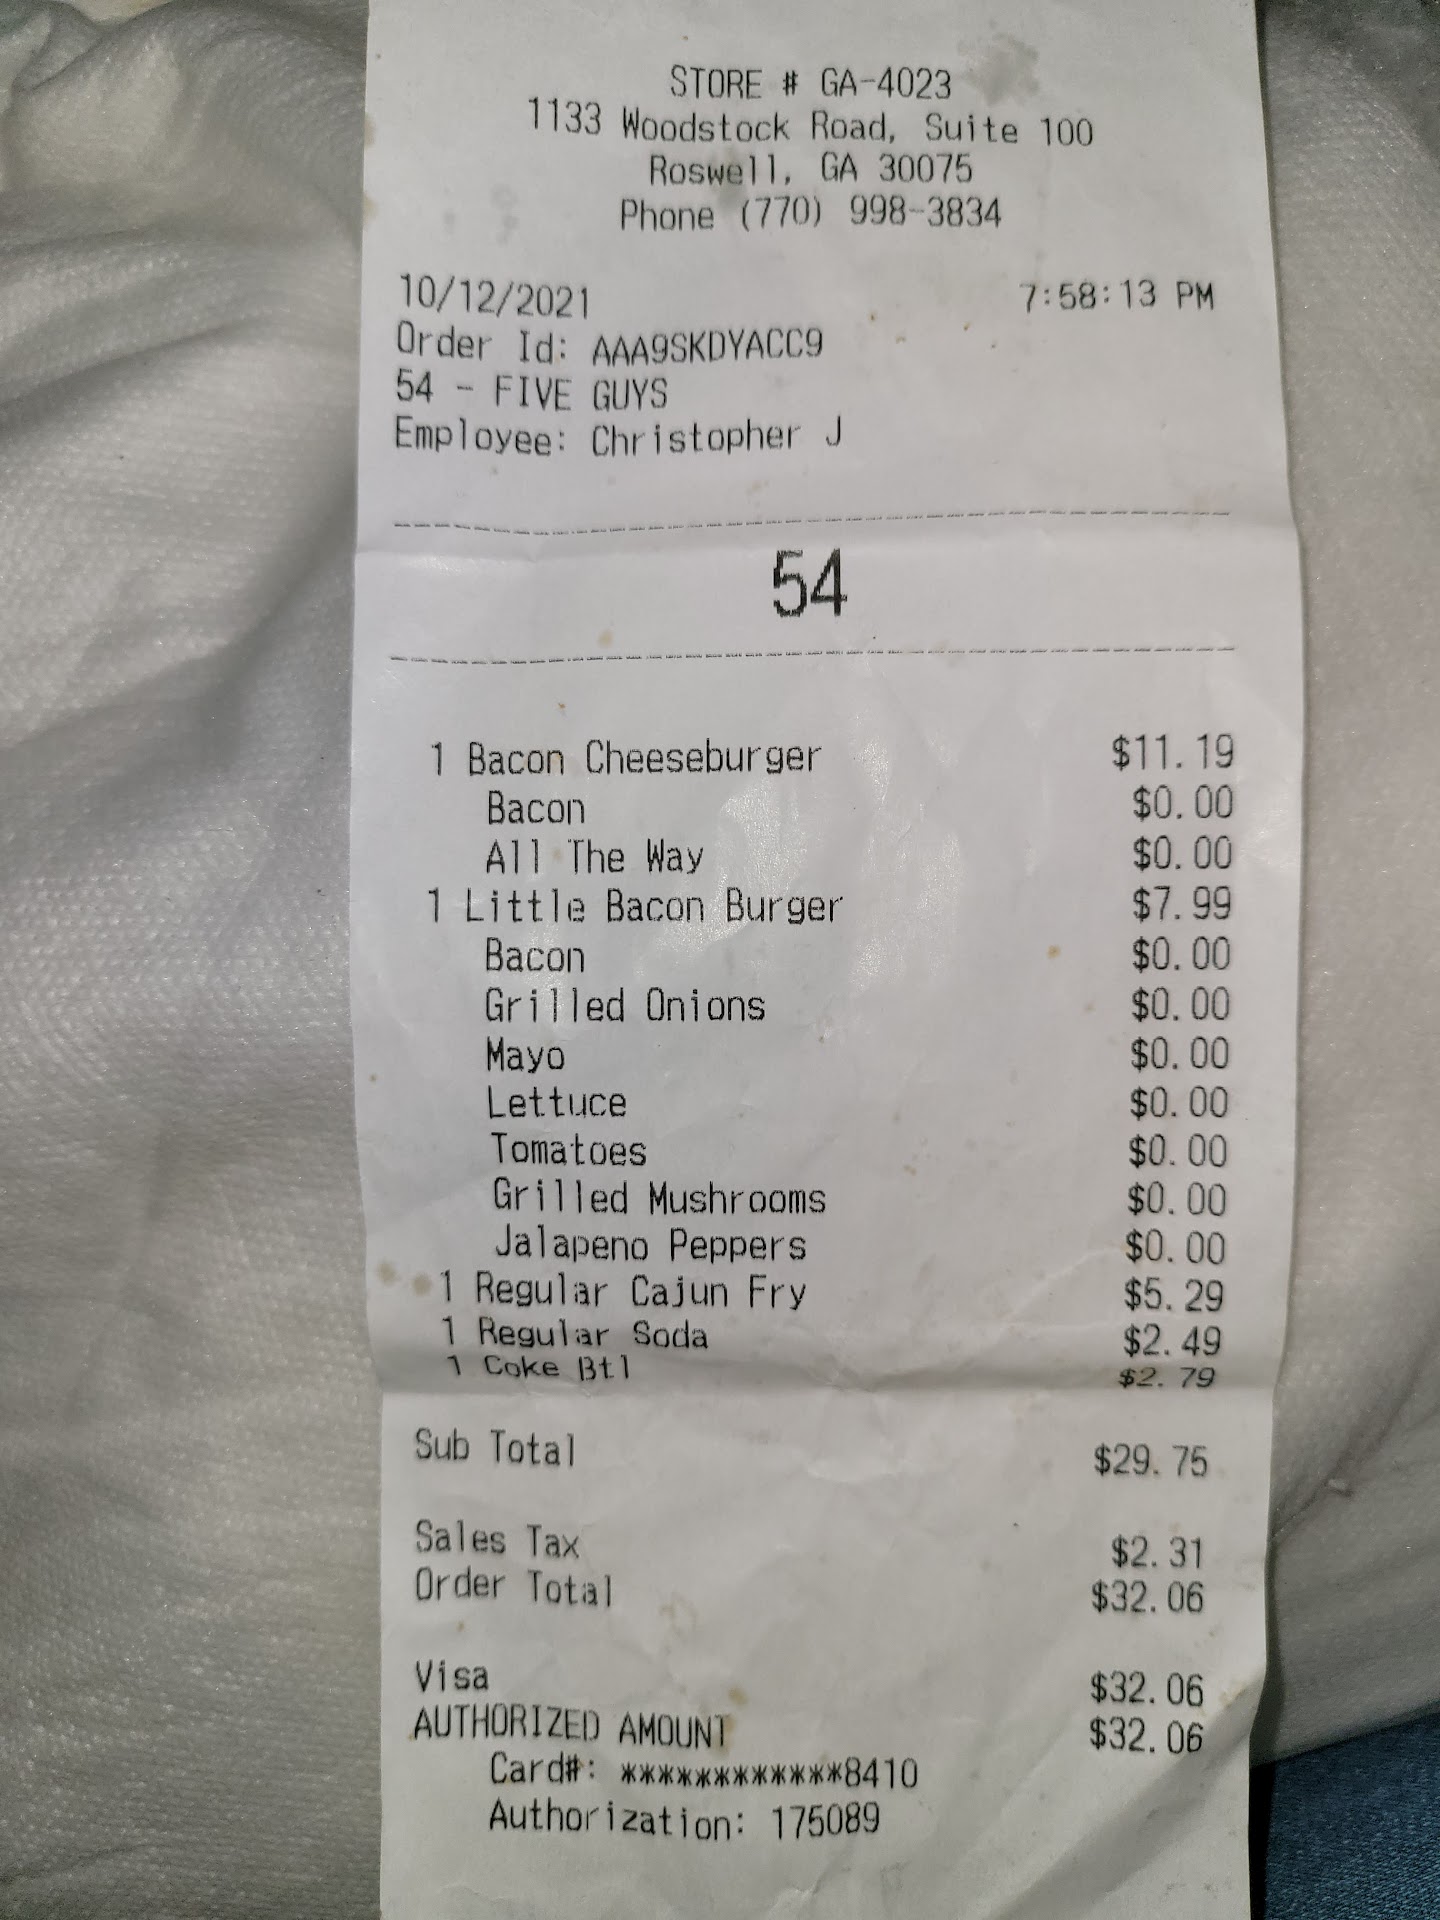 STORE # GA-4023
1133 Woodstock Road, Suite 100
Roswell, GA 30075
Phone (770) 998-3834
10/12/2021 7:58:13 PM
Order Id: AAA9SKDYACC9
54 - FIVE GUYS
Employee: Christopher J
54
1 Bacon Cheeseburger $11.19
Bacon $0.00
All The Way $0.00
1 Little Bacon Burger $7.99
Bacon $0.00
Grilled Onions $0.00
Mayo $0.00
Lettuce $0.00
Tomatoes $0.00
Grilled Mushrooms $0.00
Jalapeno Peppers $0.00
1 Regular Cajun Fry $5.29
1 Regular Soda $2.49
1 Coke Btl $2.79
Sub Total $29.75
Sales Tax $2.31
Order Total $32.06
Visa $32.06
AUTHORIZED AMOUNT $32.06
Card#: ************8410
Authorization: 175089